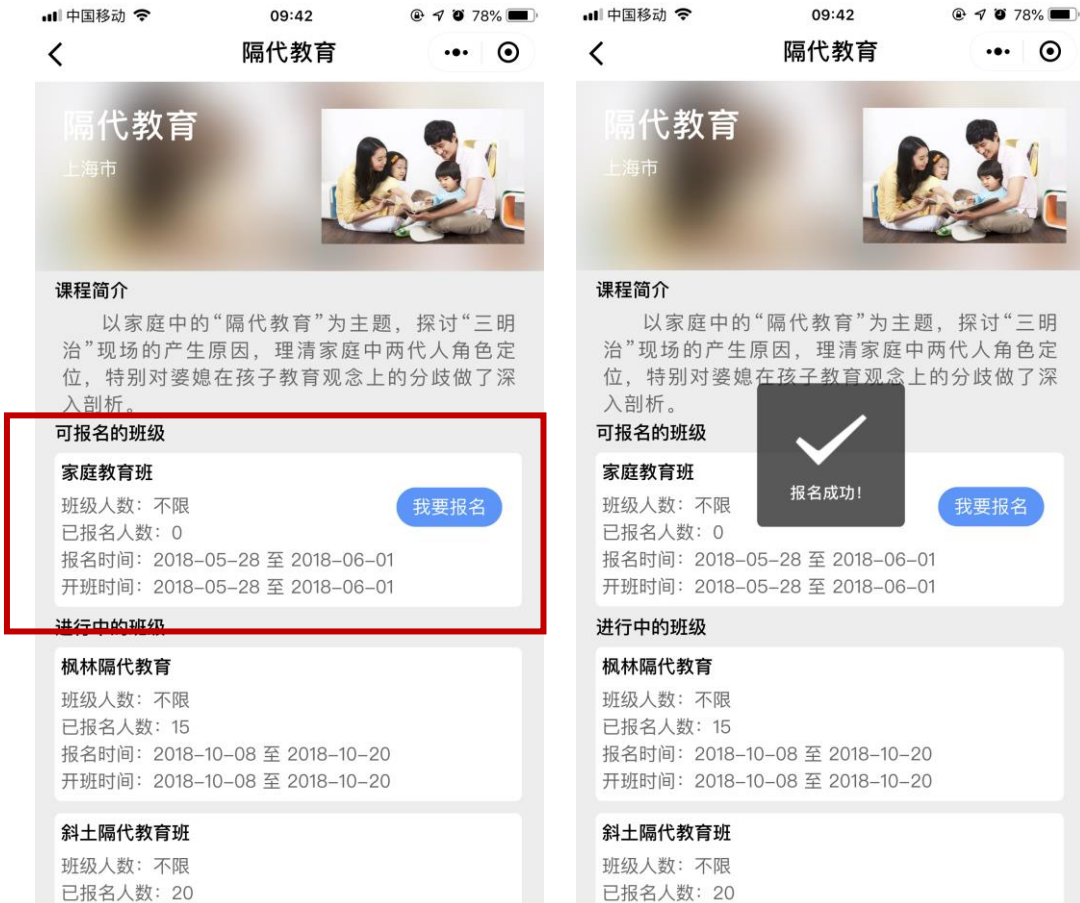 中国移动
09:42
78%
隔代教育
隔代教育
上海市
课程简介
以家庭中的“隔代教育”为主题，探讨“三明
治”现场的产生原因，理清家庭中两代人角色定
位，特别对婆媳在孩子教育观念上的分歧做了深
入剖析。
可报名的班级
家庭教育班
班级人数：不限
我要报名
已报名人数：0
报名时间：2018-05-28 至 2018-06-01
开班时间：2018-05-28 至 2018-06-01
进行中的班级
枫林隔代教育
班级人数：不限
已报名人数：15
报名时间：2018-10-08 至 2018-10-20
开班时间：2018-10-08 至 2018-10-20
斜土隔代教育班
班级人数：不限
已报名人数：20
中国移动
09:42
78%
隔代教育
隔代教育
上海市
课程简介
以家庭中的“隔代教育”为主题，探讨“三明
治”现场的产生原因，理清家庭中两代人角色定
位，特别对婆媳在孩子教育观念上的分歧做了深
入剖析。
可报名的班级
家庭教育班
报名成功！
班级人数：不限
我要报名
已报名人数：0
报名时间：2018-05-28 至 2018-06-01
开班时间：2018-05-28 至 2018-06-01
进行中的班级
枫林隔代教育
班级人数：不限
已报名人数：15
报名时间：2018-10-08 至 2018-10-20
开班时间：2018-10-08 至 2018-10-20
斜土隔代教育班
班级人数：不限
已报名人数：20